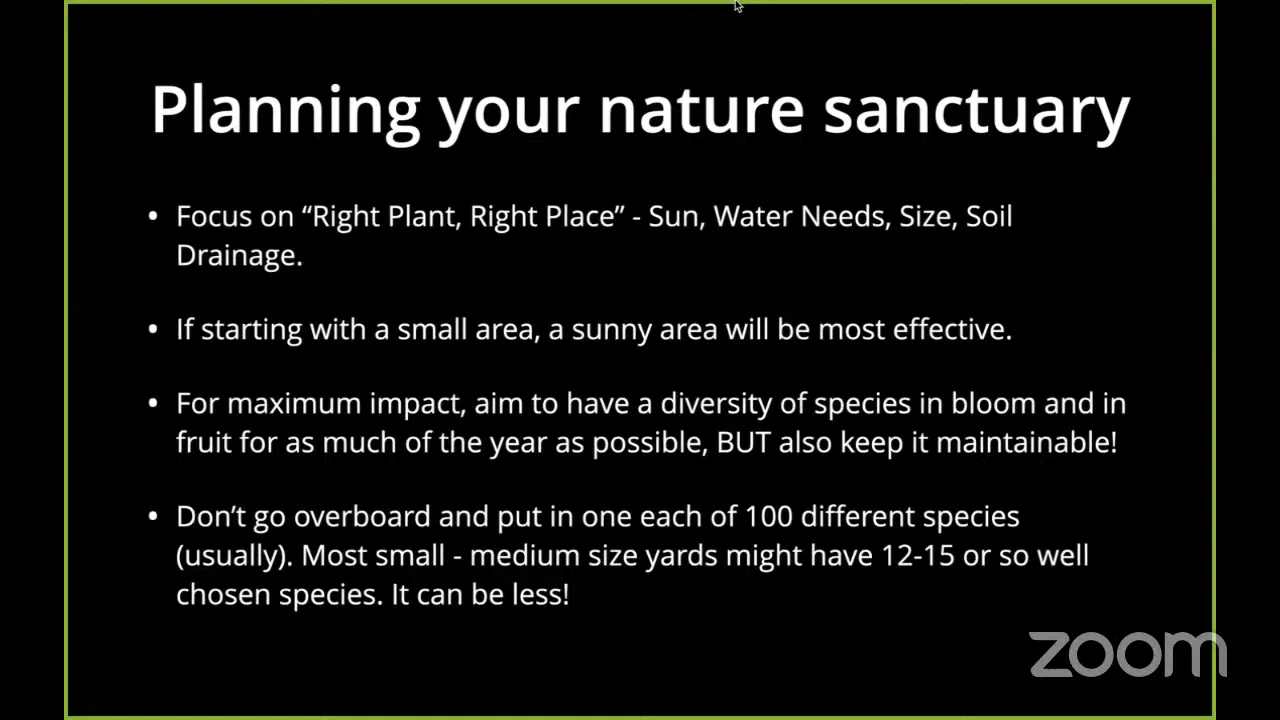 Planning your nature sanctuary
• Focus on “Right Plant, Right Place” - Sun, Water Needs, Size, Soil
Drainage.
• If starting with a small area, a sunny area will be most effective.
• For maximum impact, aim to have a diversity of species in bloom and in
fruit for as much of the year as possible, BUT also keep it maintainable!
• Don’t go overboard and put in one each of 100 different species
(usually). Most small - medium size yards might have 12-15 or so well
chosen species. It can be less!
zoom